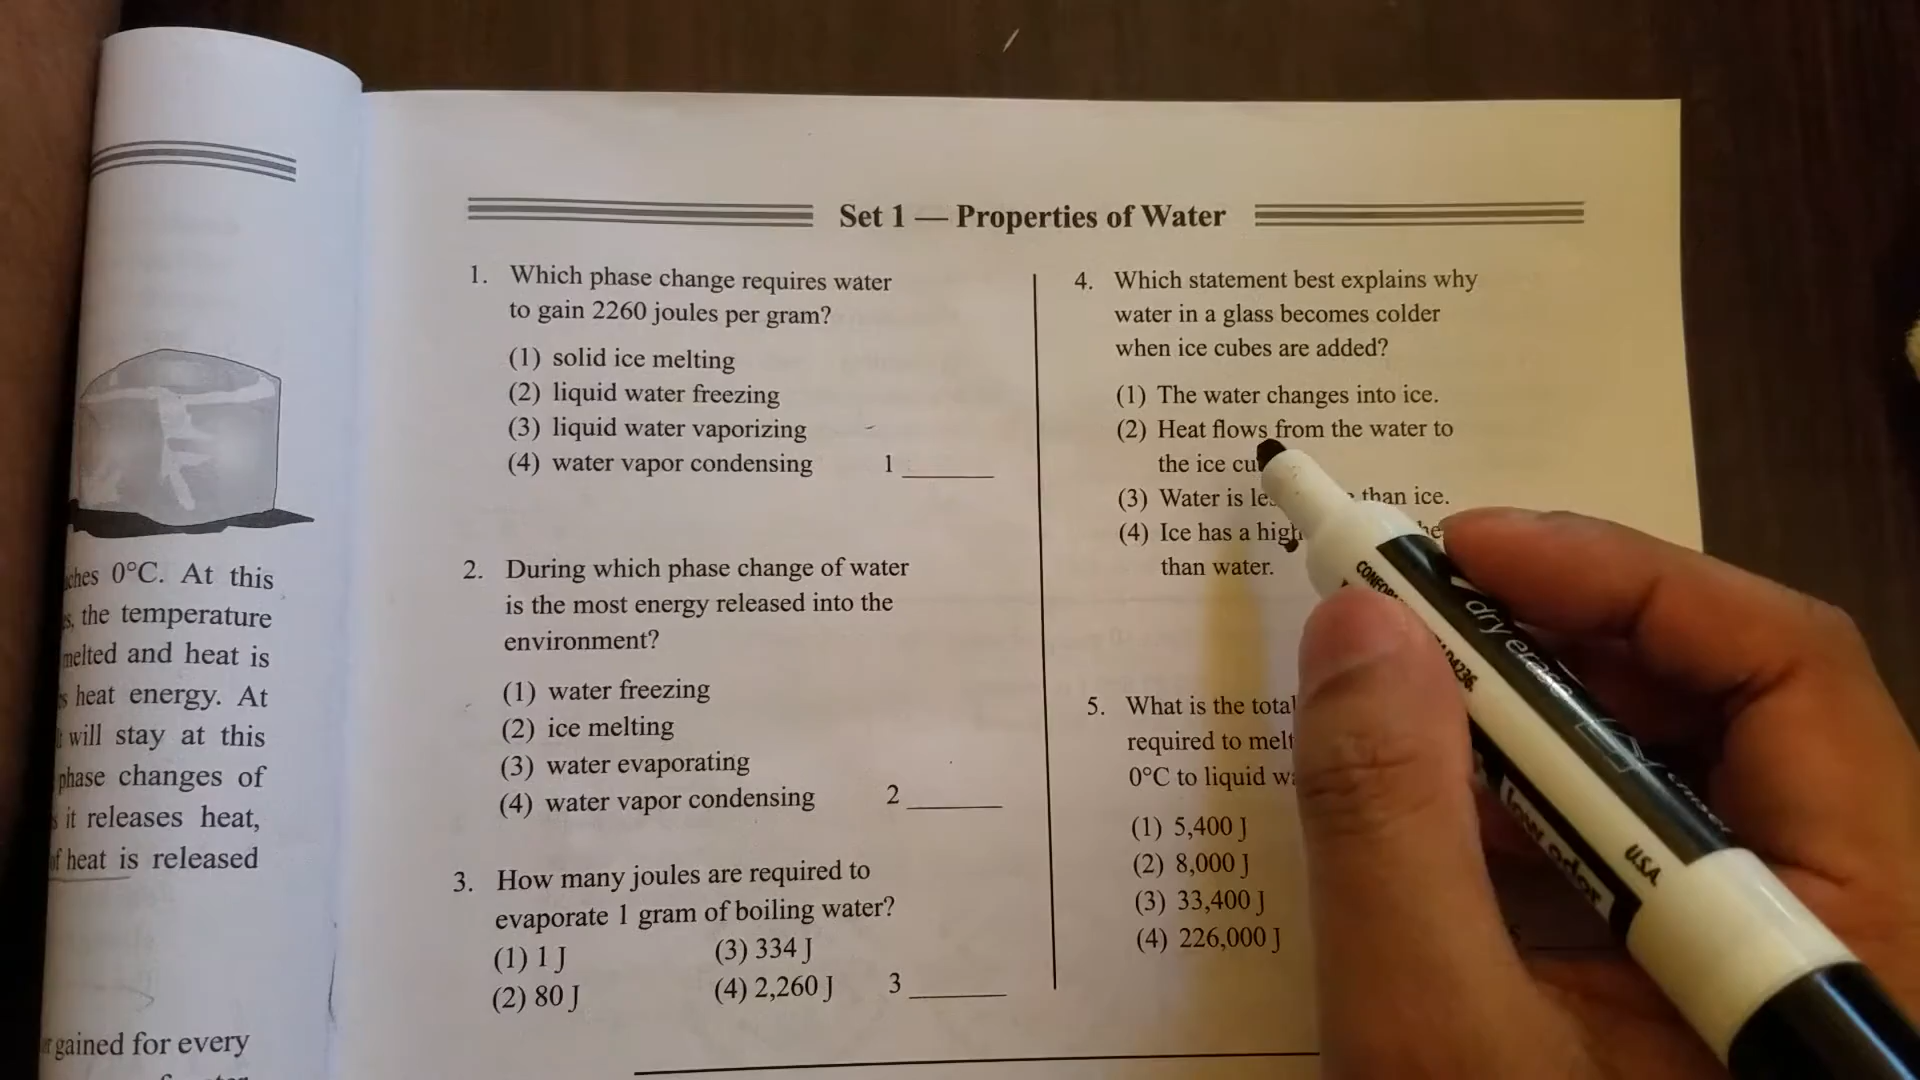 Set 1 — Properties of Water
1. Which phase change requires water
to gain 2260 joules per gram?
(1) solid ice melting
(2) liquid water freezing
(3) liquid water vaporizing
(4) water vapor condensing 1
2. During which phase change of water
is the most energy released into the
environment?
(1) water freezing
(2) ice melting
(3) water evaporating
(4) water vapor condensing 2
3. How many joules are required to
evaporate 1 gram of boiling water?
(1) 1 J (3) 334 J
(2) 80 J (4) 2,260 J 3
4. Which statement best explains why
water in a glass becomes colder
when ice cubes are added?
(1) The water changes into ice.
(2) Heat flows from the water to
the ice
(3) Water is than ice.
(4) Ice has a
than water.
5. What is the total
required to melt
0°C to liquid
(1) 5,400 J
(2) 8,000 J
(3) 33,400 J
(4) 226,000 J
0°C. At this
the temperature
melted and heat is
heat energy. At
will stay at this
phase changes of
it releases heat,
heat is released
gained for every
dry erase
low odor
U.S.A.